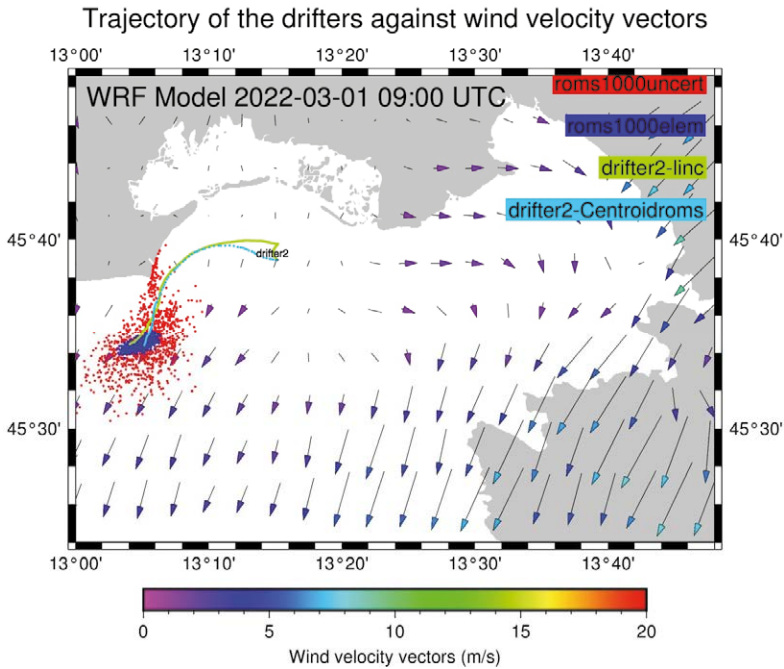 Trajectory of the drifters against wind velocity vectors
13°00' 13°10' 13°20' 13°30' 13°40'
WRF Model 2022-03-01 09:00 UTC
roms1000uncert
roms1000elem
drifter2-linc
drifter2-Centroidroms
45°40' 45°40'
drifter2
45°30' 45°30'
13°00' 13°10' 13°20' 13°30' 13°40'
0 5 10 15 20
Wind velocity vectors (m/s)